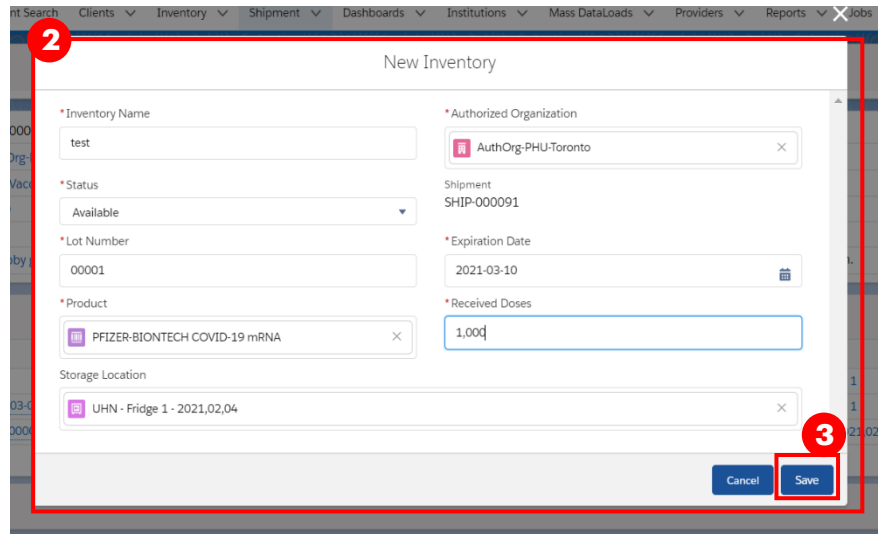 nt Search Clients Inventory Shipment Dashboards Institutions Mass DataLoads Providers Reports Jobs
2
New Inventory
*Inventory Name *Authorized Organization
test AuthOrg-PHU-Toronto
*Status Shipment
Available SHIP-000091
*Lot Number *Expiration Date
00001 2021-03-10
*Product *Received Doses
PFIZER-BIONTECH COVID-19 mRNA 1,000
Storage Location
UHN - Fridge 1 - 2021,02,04
3
Cancel Save